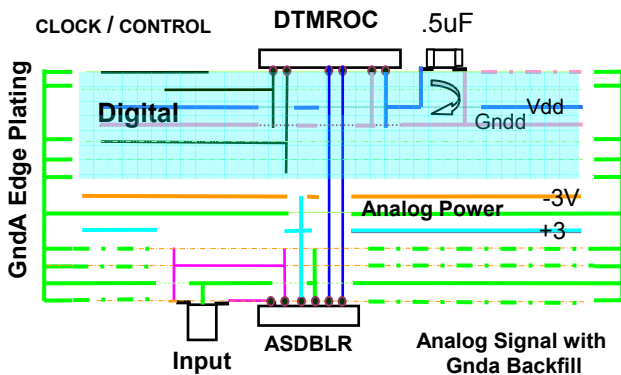 CLOCK / CONTROL
DTMROC
.5uF
Digital
Vdd
Gndd
GndA Edge Plating
-3V
Analog Power
+3
Input
ASDBLR
Analog Signal with
Gnda Backfill